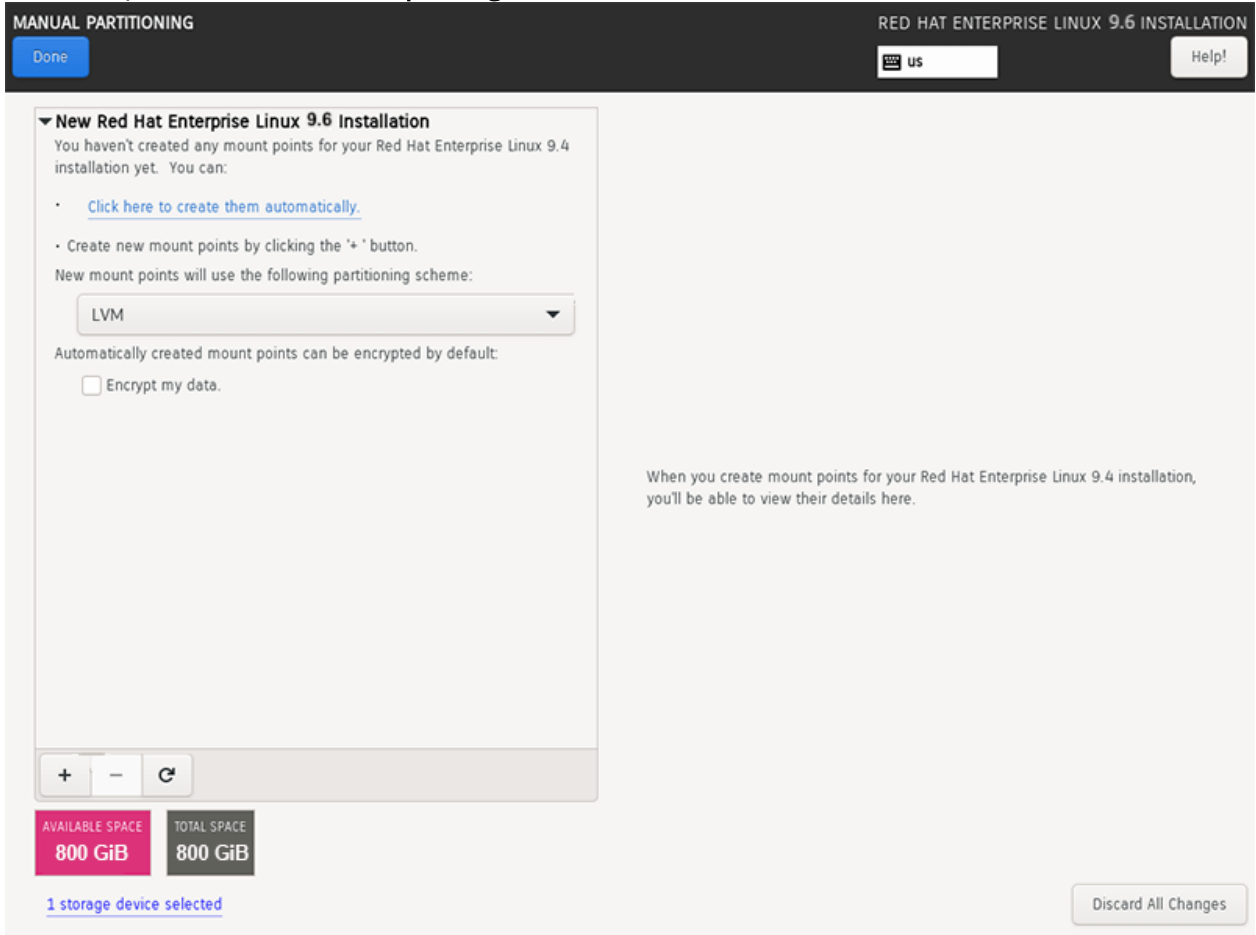 MANUAL PARTITIONING
RED HAT ENTERPRISE LINUX 9.6 INSTALLATION
Done
us
Help!
New Red Hat Enterprise Linux 9.6 Installation
You haven't created any mount points for your Red Hat Enterprise Linux 9.4
installation yet. You can:
• Click here to create them automatically.
• Create new mount points by clicking the '+ ' button.
New mount points will use the following partitioning scheme:
LVM
Automatically created mount points can be encrypted by default:
Encrypt my data.
When you create mount points for your Red Hat Enterprise Linux 9.4 installation,
you'll be able to view their details here.
+ −
AVAILABLE SPACE
800 GiB
TOTAL SPACE
800 GiB
1 storage device selected
Discard All Changes